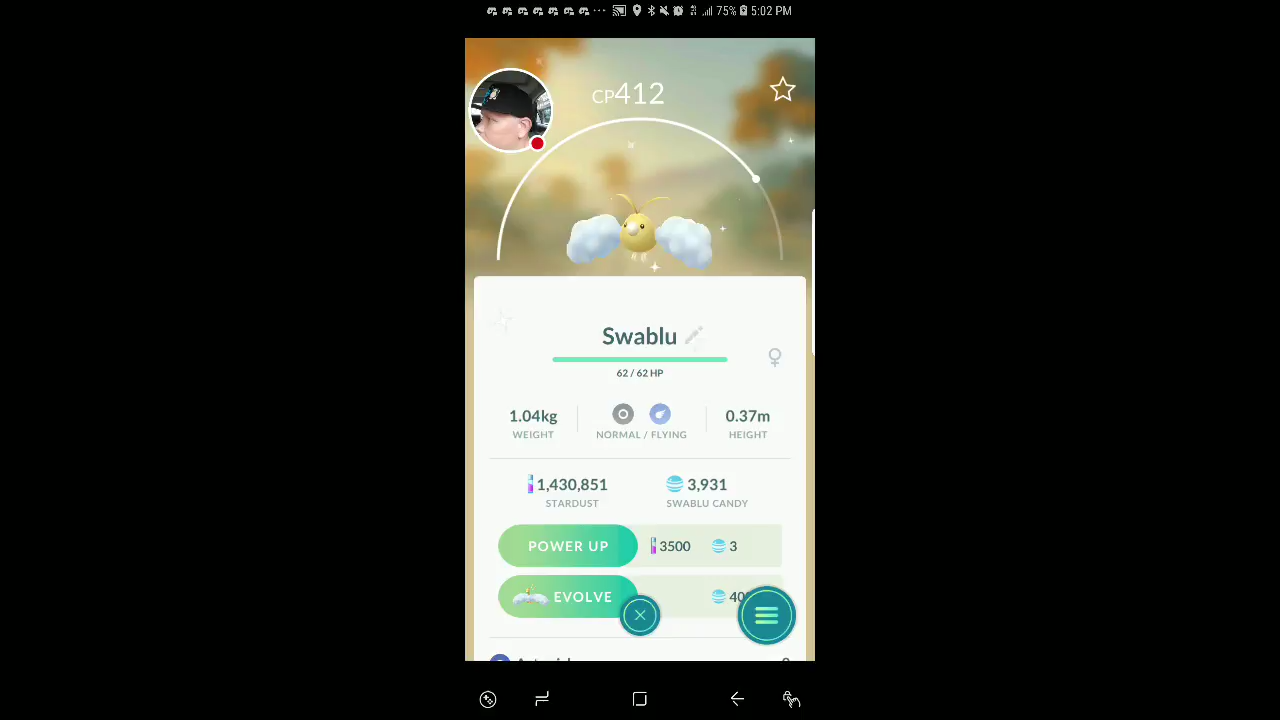 75% 5:02 PM
CP412
Swablu
62 / 62 HP
1.04kg
WEIGHT
NORMAL / FLYING
0.37m
HEIGHT
1,430,851
STARDUST
3,931
SWABLU CANDY
POWER UP 3500 3
EVOLVE